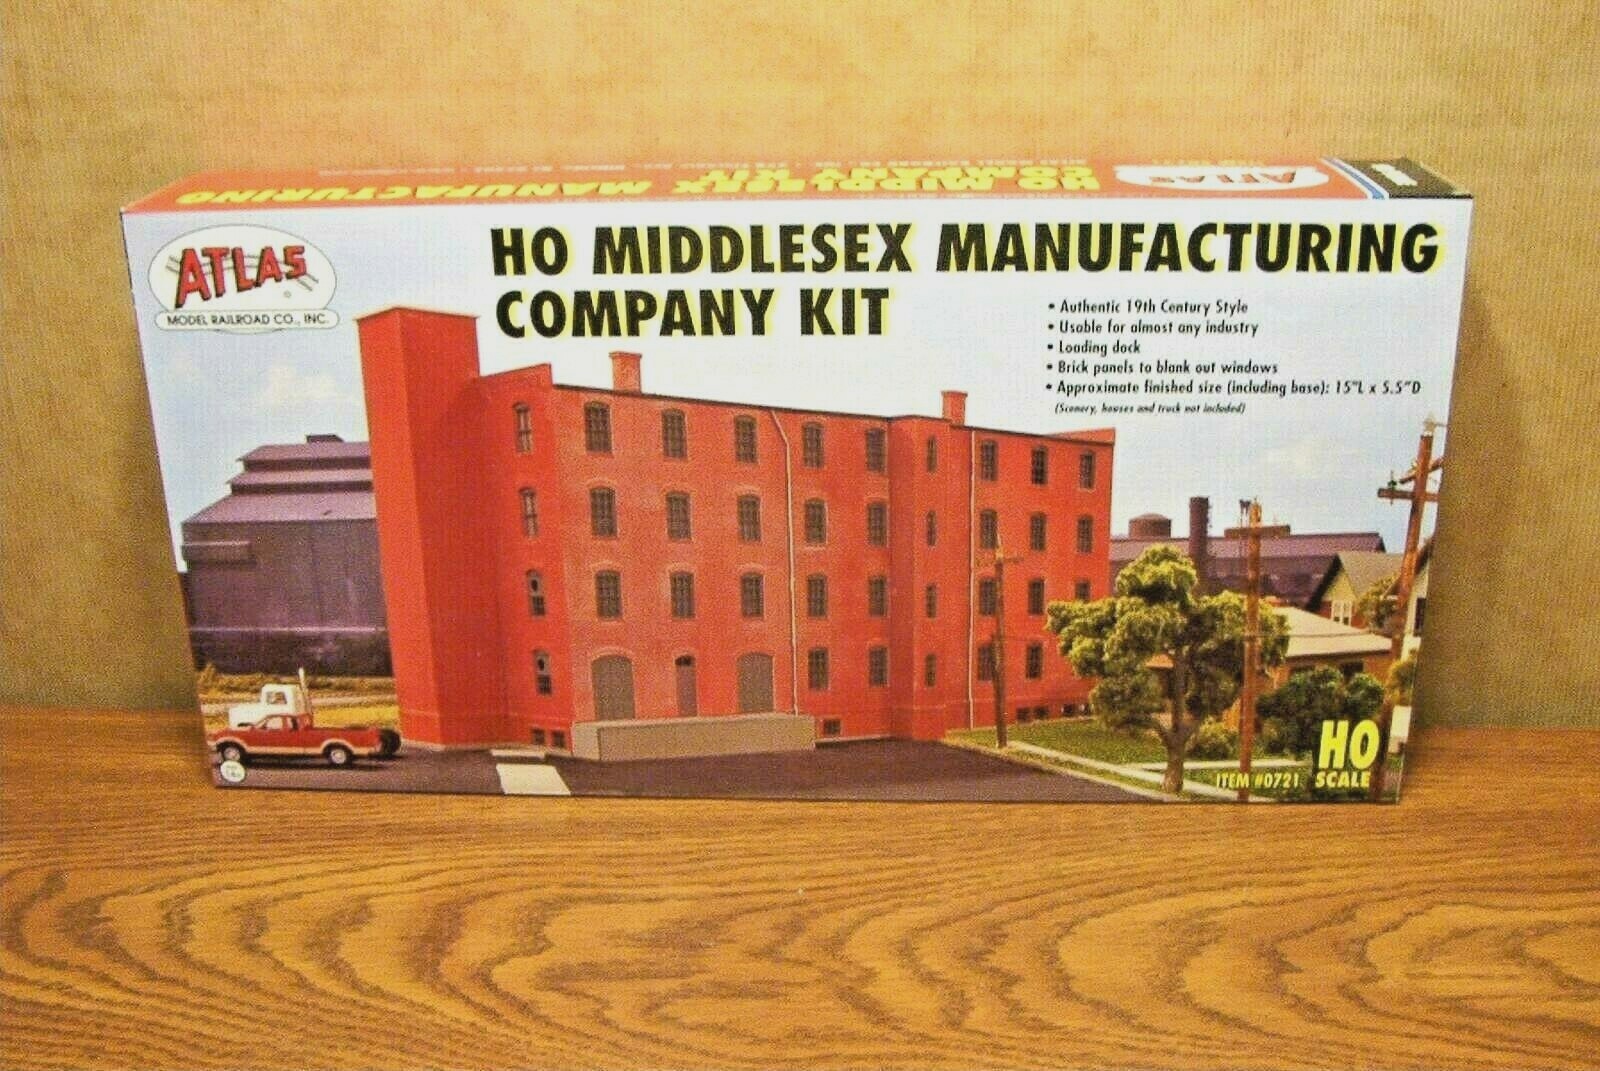 HO MIDDLESEX MANUFACTURING
COMPANY KIT
ATLAS
ATLAS
MODEL RAILROAD CO., INC.
HO MIDDLESEX MANUFACTURING
COMPANY KIT
• Authentic 19th Century Style
• Usable for almost any industry
• Loading dock
• Brick panels to blank out windows
• Approximate finished size (including base): 15"L x 5.5"D
(Scenery, houses and truck not included)
ITEM #0721
HO
SCALE